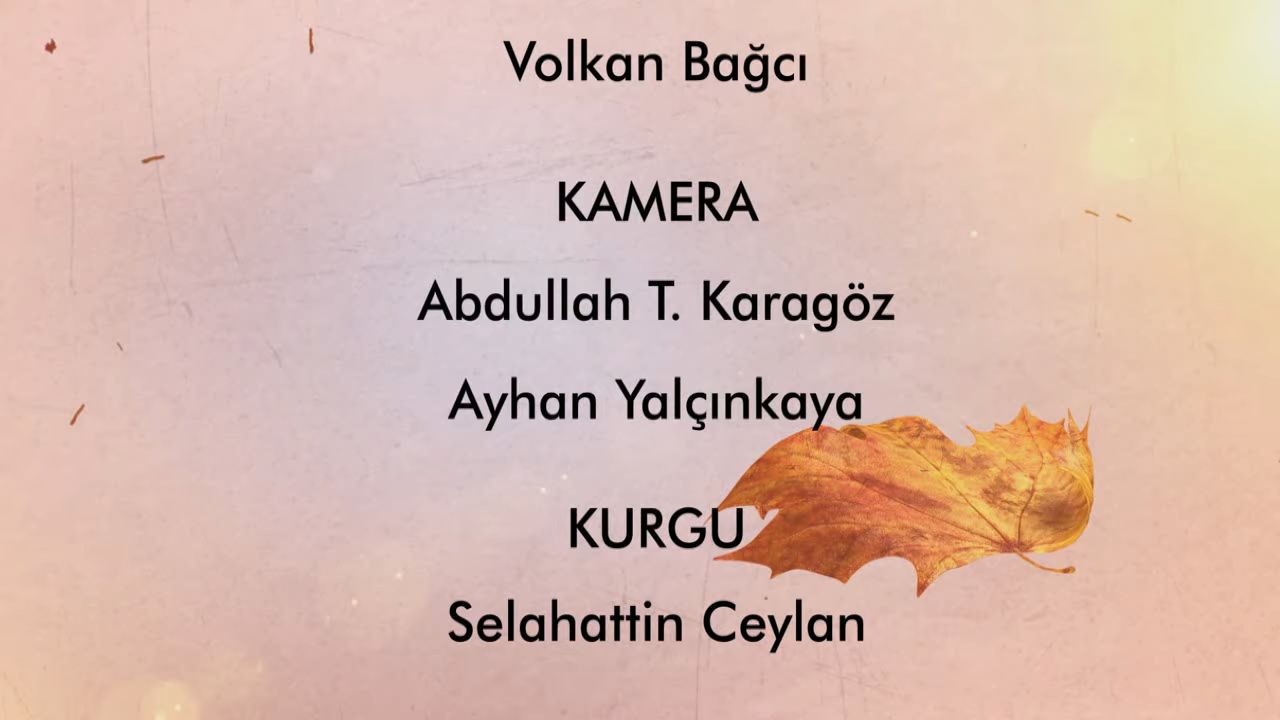 Volkan Bağcı
KAMERA
Abdullah T. Karagöz
Ayhan Yalçınkaya
KURGU
Selahattin Ceylan